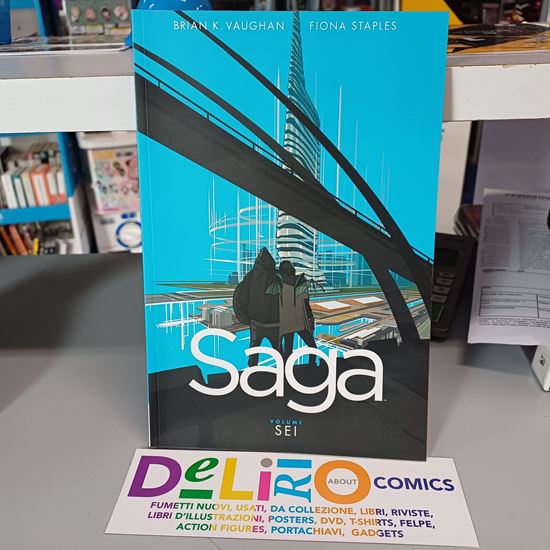 BRIAN K. VAUGHAN FIONA STAPLES
Saga
VOLUME
SEI
DeLiRiO ABOUT COMICS
FUMETTI NUOVI, USATI, DA COLLEZIONE, LIBRI, RIVISTE,
LIBRI D'ILLUSTRAZIONI, POSTERS, DVD, T-SHIRTS, FELPE,
ACTION FIGURES, PORTACHIAVI, GADGETS